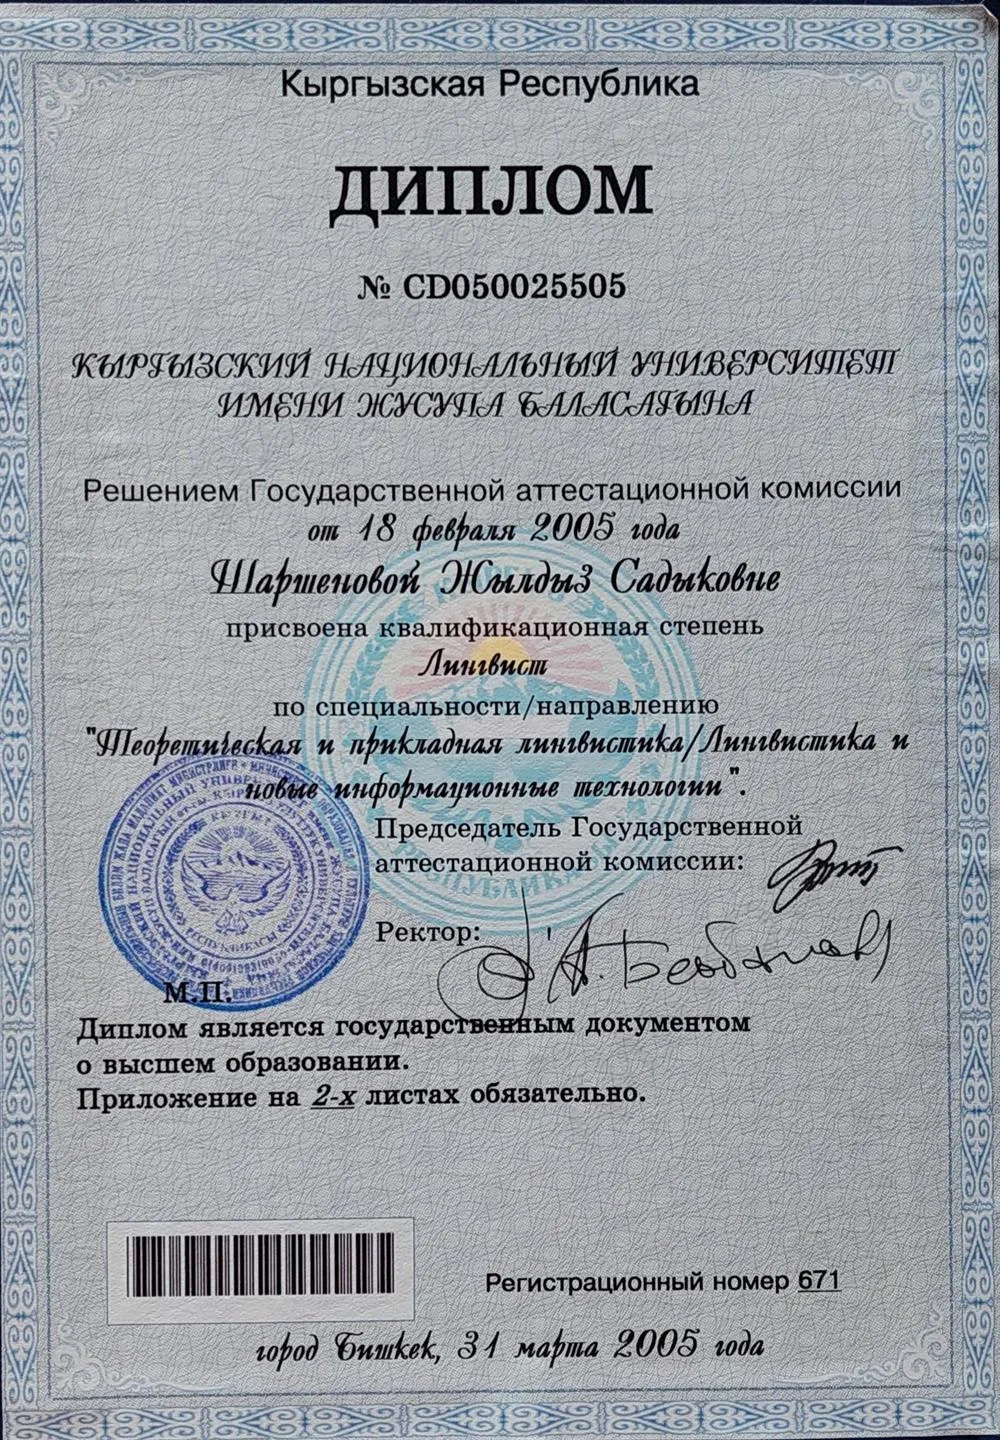 Кыргызская Республика
ДИПЛОМ
№ CD050025505
КЫРГЫЗСКИЙ НАЦИОНАЛЬНЫЙ УНИВЕРСИТЕТ
ИМЕНИ ЖУСУПА БАЛАСАГЫНА
Решением Государственной аттестационной комиссии
от 18 февраля 2005 года
Шаршеновой Жылдыз Садыковне
присвоена квалификационная степень
Лингвист
по специальности/направлению
"Теоретическая и прикладная лингвистика/Лингвистика и
новые информационные технологии".
Председатель Государственной
аттестационной комиссии:
Ректор:
М.П.
Диплом является государственным документом
о высшем образовании.
Приложение на 2-х листах обязательно.
Регистрационный номер 671
город Бишкек, 31 марта 2005 года